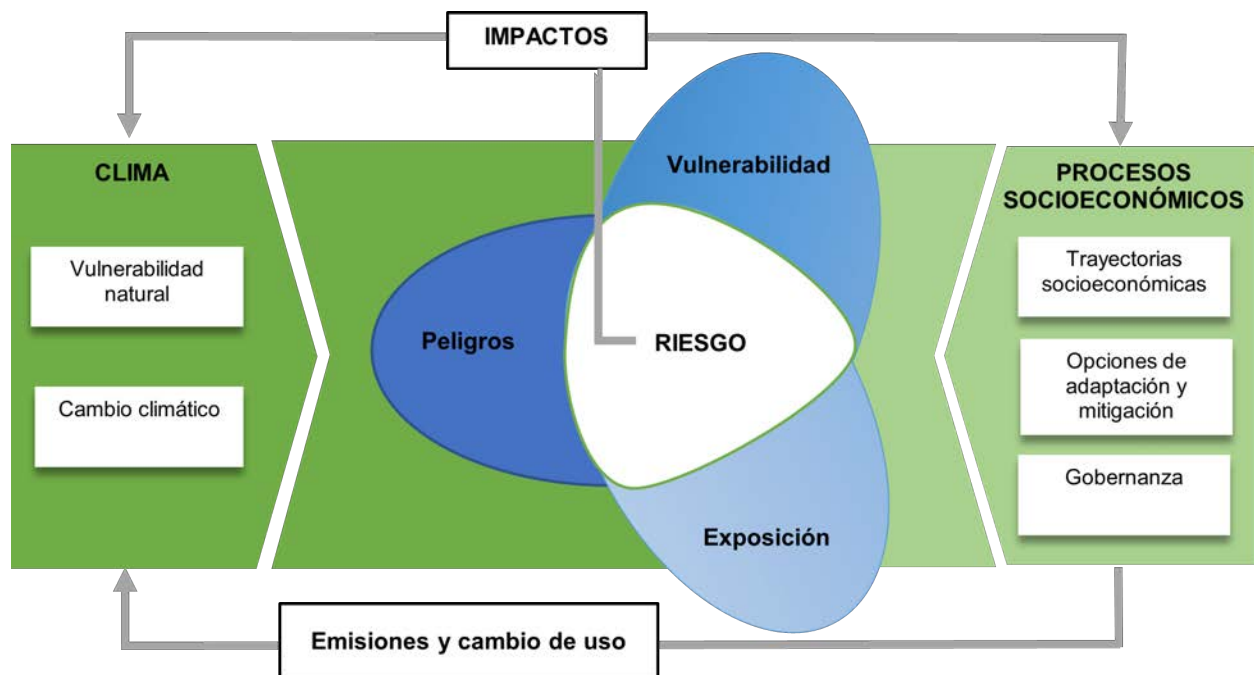 IMPACTOS
CLIMA
Vulnerabilidad
natural
Cambio climático
Peligros
Vulnerabilidad
RIESGO
Exposición
PROCESOS
SOCIOECONÓMICOS
Trayectorias
socioeconómicas
Opciones de
adaptación y
mitigación
Gobernanza
Emisiones y cambio de uso